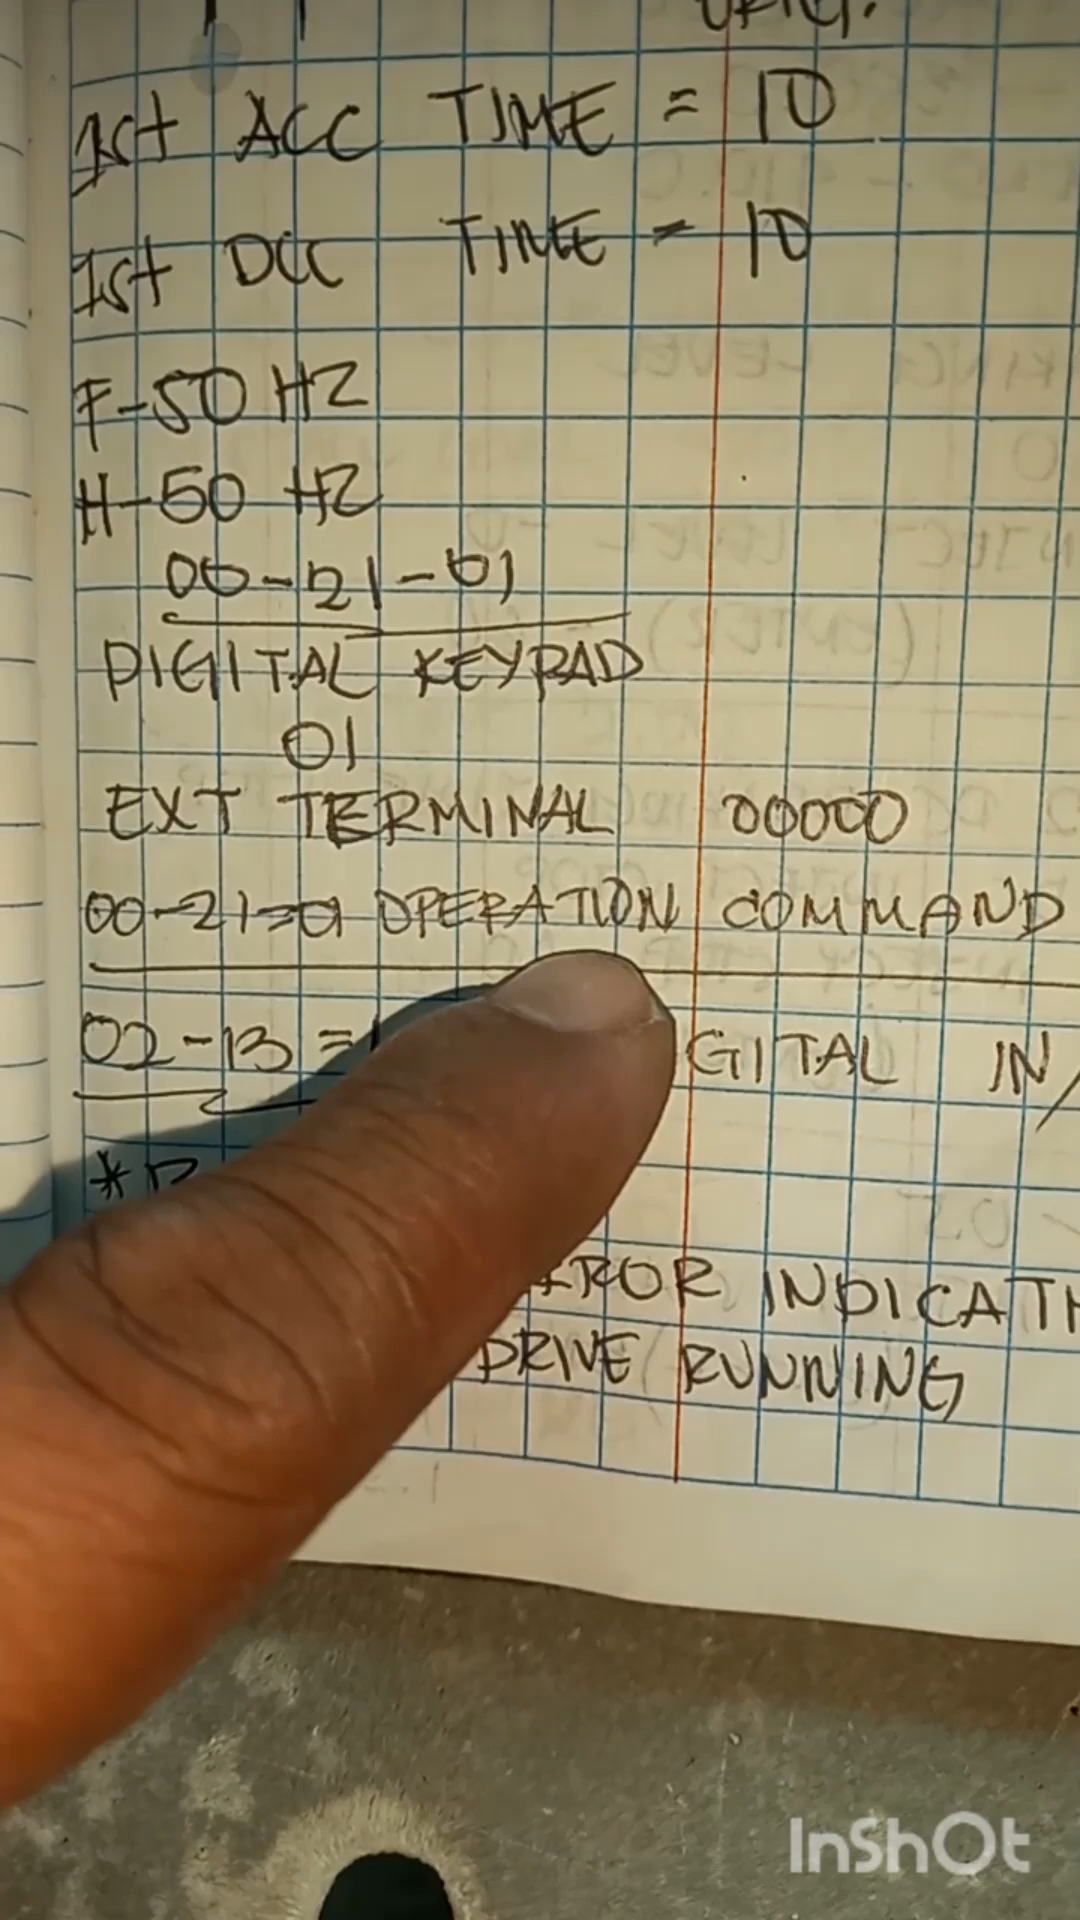 1st ACC TIME = 10
1st DCC TIME - 10
F-50 HZ
H-50 HZ
00-21-01
DIGITAL KEYPAD
01
EXT TERMINAL 00000
00-21=01 OPERATION COMMAND
02-13 = GITAL IN/
*
ERROR INDICATI
DRIVE RUNNING
InShOt